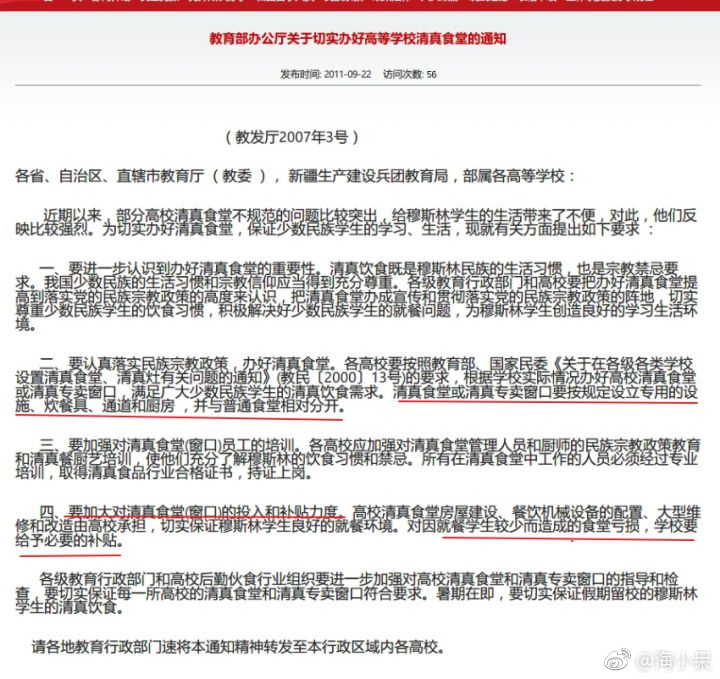 教育部办公厅关于切实办好高等学校清真食堂的通知
发布时间: 2011-09-22 访问次数: 56
（教发厅2007年3号）
各省、自治区、直辖市教育厅（教委 ），新疆生产建设兵团教育局，部属各高等学校：
近期以来，部分高校清真食堂不规范的问题比较突出，给穆斯林学生的生活带来了不便，对此，他们反
映比较强烈。为切实办好清真食堂，保证少数民族学生的学习、生活，现就有关方面提出如下要求 ：
一、要进一步认识到办好清真食堂的重要性。清真饮食既是穆斯林民族的生活习惯，也是宗教禁忌要
求。我国少数民族的生活习惯和宗教信仰应当得到充分尊重。各级教育行政部门和高校要把办好清真食堂提
高到落实党的民族宗教政策的高度来认识，把清真食堂办成宣传和贯彻落实党的民族宗教政策的阵地，切实
尊重少数民族学生的饮食习惯，积极解决好少数民族学生的就餐问题，为穆斯林学生创造良好的学习生活环
境。
二、要认真落实民族宗教政策，办好清真食堂。各高校要按照教育部、国家民委《关于在各级各类学校
设置清真食堂、清真灶有关问题的通知》(教民〔2000〕13号)的要求，根据学校实际情况办好高校清真食堂
或清真专卖窗口，满足广大少数民族学生的清真饮食需求。清真食堂或清真专卖窗口要按规定设立专用的设
施、炊餐具、通道和厨房 ，并与普通食堂相对分开。
三、要加强对清真食堂(窗口)员工的培训。各高校应加强对清真食堂管理人员和厨师的民族宗教政策教育
和清真餐厨艺培训，使他们充分了解穆斯林的饮食习惯和禁忌。所有在清真食堂中工作的人员必须经过专业
培训，取得清真食品行业合格证书，持证上岗。
四、要加大对清真食堂(窗口)的投入和补贴力度。高校清真食堂房屋建设、餐饮机械设备的配置、大型维
修和改造由高校承担，切实保证穆斯林学生良好的就餐环境。对因就餐学生较少而造成的食堂亏损，学校要
给予必要的补贴。
各级教育行政部门和高校后勤伙食行业组织要进一步加强对高校清真食堂和清真专卖窗口的指导和检
查，要切实保证每一所高校的清真食堂和清真专卖窗口符合要求。暑期在即，要切实保证假期留校的穆斯林
学生的清真饮食。
请各地教育行政部门速将本通知精神转发至本行政区域内各高校。
@海小呆